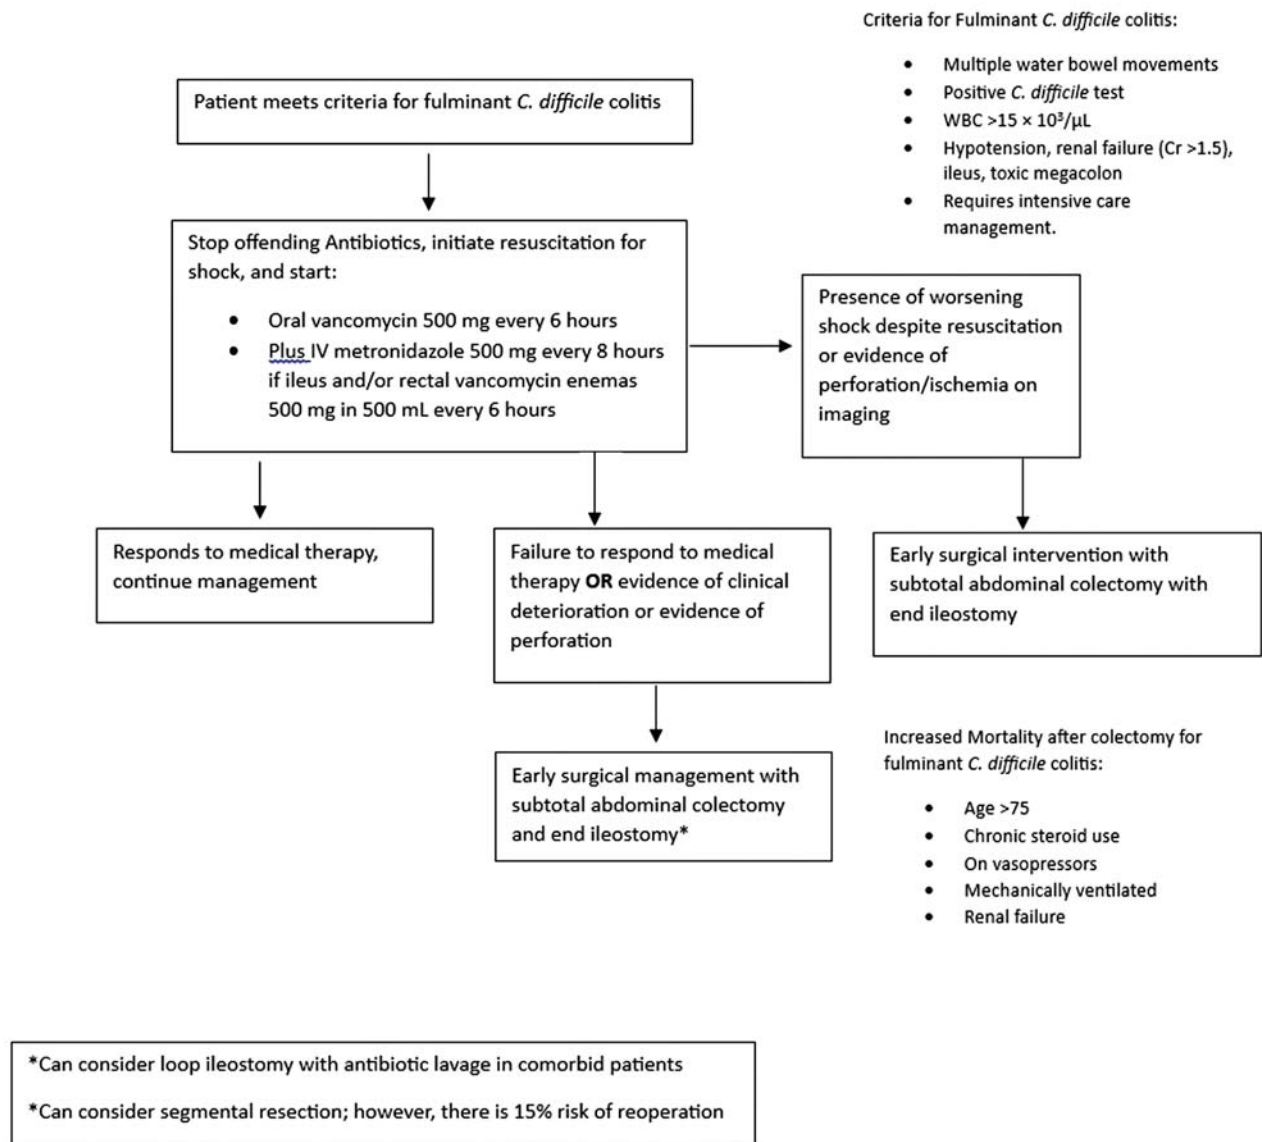 Criteria for Fulminant C. difficile colitis:
• Multiple water bowel movements
• Positive C. difficile test
• WBC >15 × 10³/µL
• Hypotension, renal failure (Cr >1.5),
ileus, toxic megacolon
• Requires intensive care
management.
Patient meets criteria for fulminant C. difficile colitis
Stop offending Antibiotics, initiate resuscitation for
shock, and start:
• Oral vancomycin 500 mg every 6 hours
• Plus IV metronidazole 500 mg every 8 hours
if ileus and/or rectal vancomycin enemas
500 mg in 500 mL every 6 hours
Presence of worsening
shock despite resuscitation
or evidence of
perforation/ischemia on
imaging
Responds to medical therapy,
continue management
Failure to respond to medical
therapy OR evidence of clinical
deterioration or evidence of
perforation
Early surgical intervention with
subtotal abdominal colectomy with
end ileostomy
Early surgical management with
subtotal abdominal colectomy
and end ileostomy*
Increased Mortality after colectomy for
fulminant C. difficile colitis:
• Age >75
• Chronic steroid use
• On vasopressors
• Mechanically ventilated
• Renal failure
*Can consider loop ileostomy with antibiotic lavage in comorbid patients
*Can consider segmental resection; however, there is 15% risk of reoperation